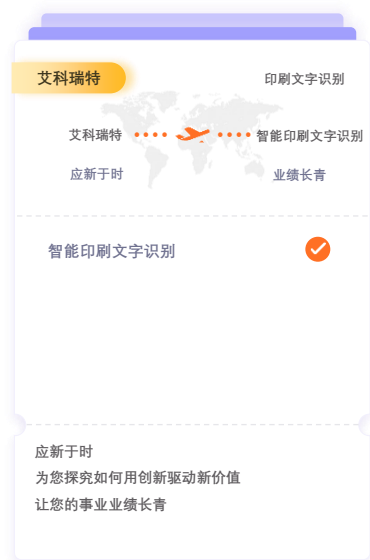 艾科瑞特
印刷文字识别
艾科瑞特
智能印刷文字识别
应新于时
业绩长青
智能印刷文字识别
应新于时
为您探究如何用创新驱动新价值
让您的事业业绩长青